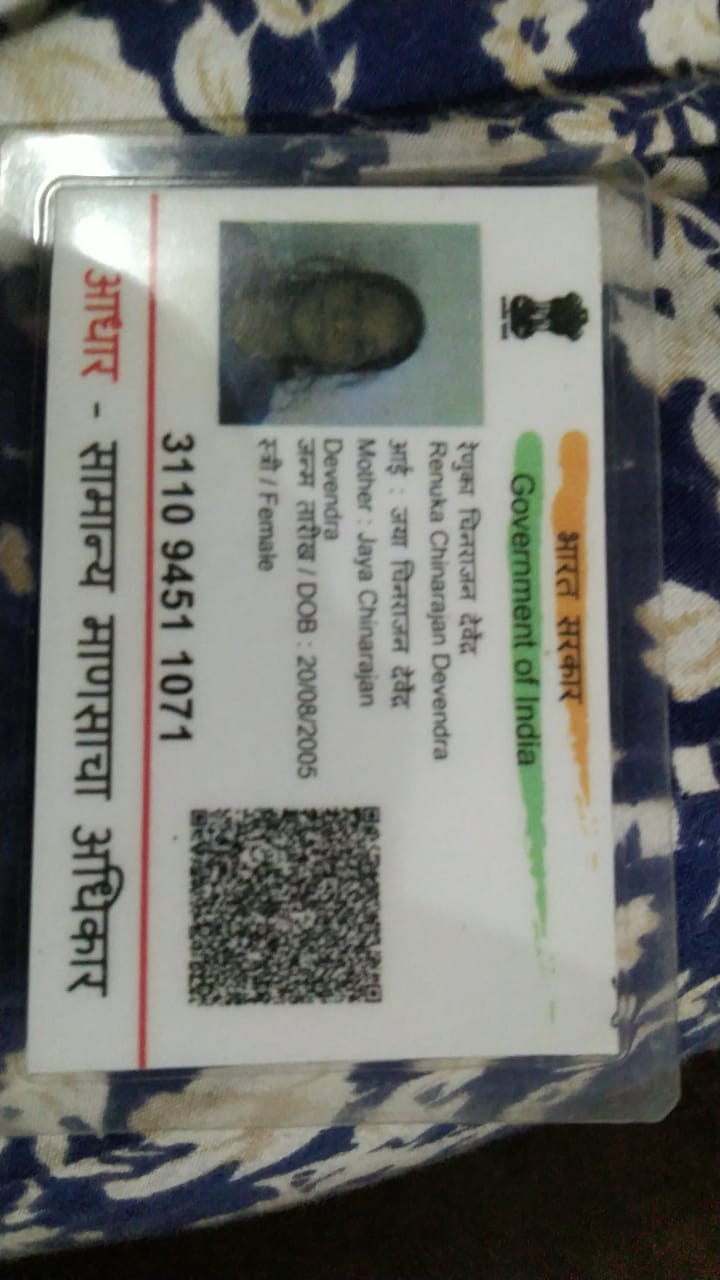 भारत सरकार
Government of India
रेणुका चिनराजन देवेंद्र
Renuka Chinarajan Devendra
आई : जया चिनराजन देवेंद्र
Mother : Jaya Chinarajan
Devendra
जन्म तारीख / DOB : 20/08/2005
स्त्री / Female
3110 9451 1071
आधार - सामान्य माणसाचा अधिकार